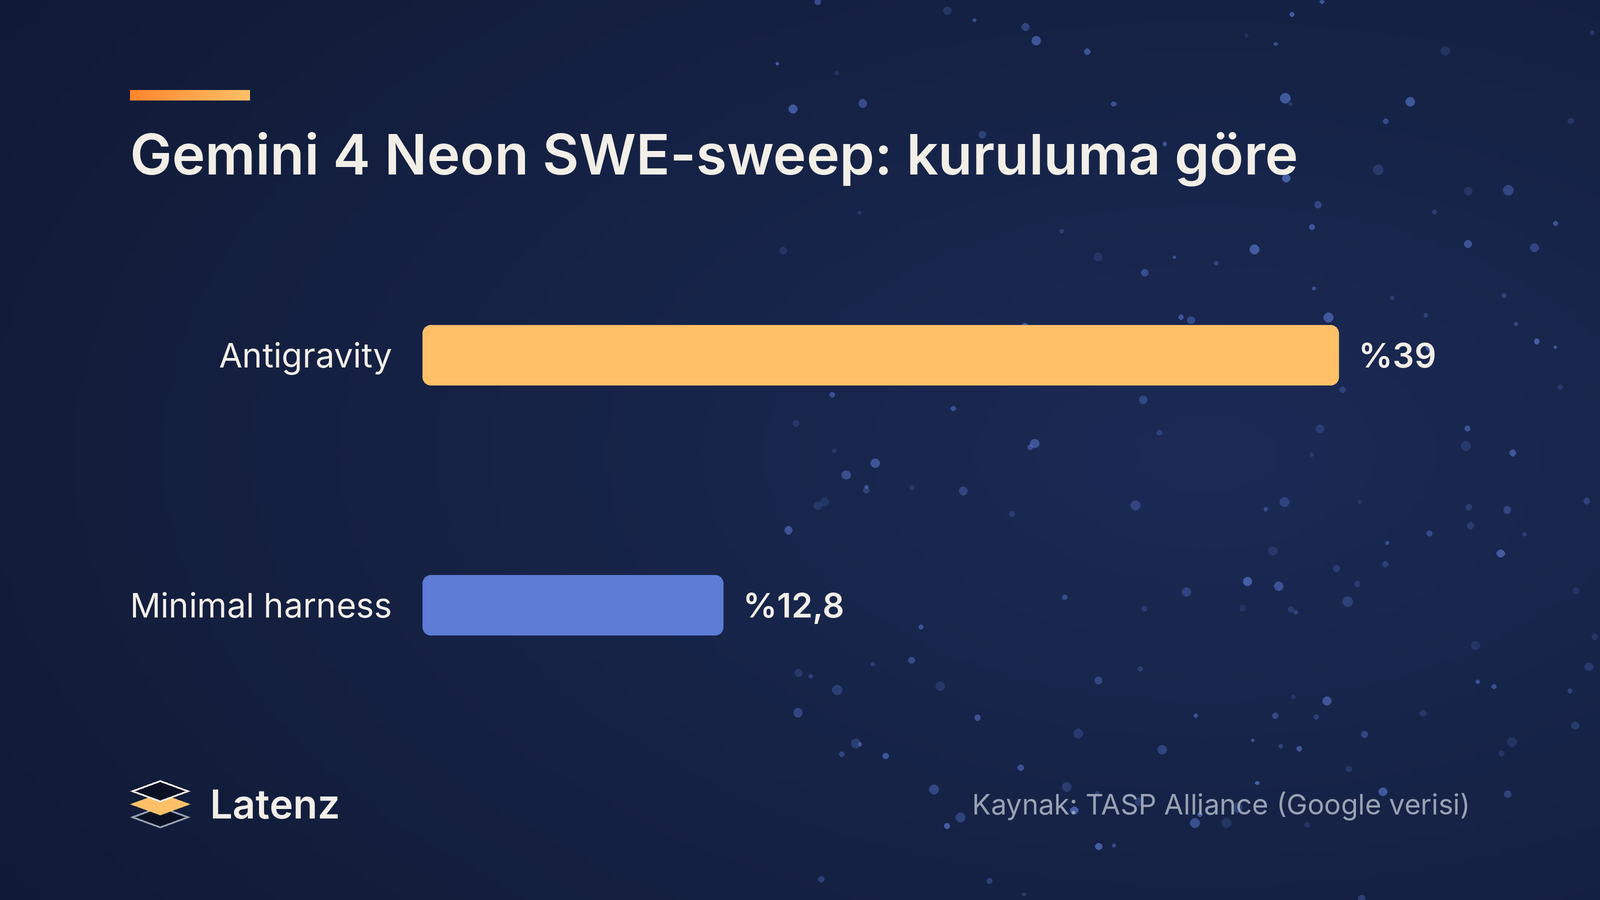 Gemini 4 Neon SWE-sweep: kuruluma göre
Antigravity %39
Minimal harness %12,8
Latenz
Kaynak: TASP Alliance (Google verisi)